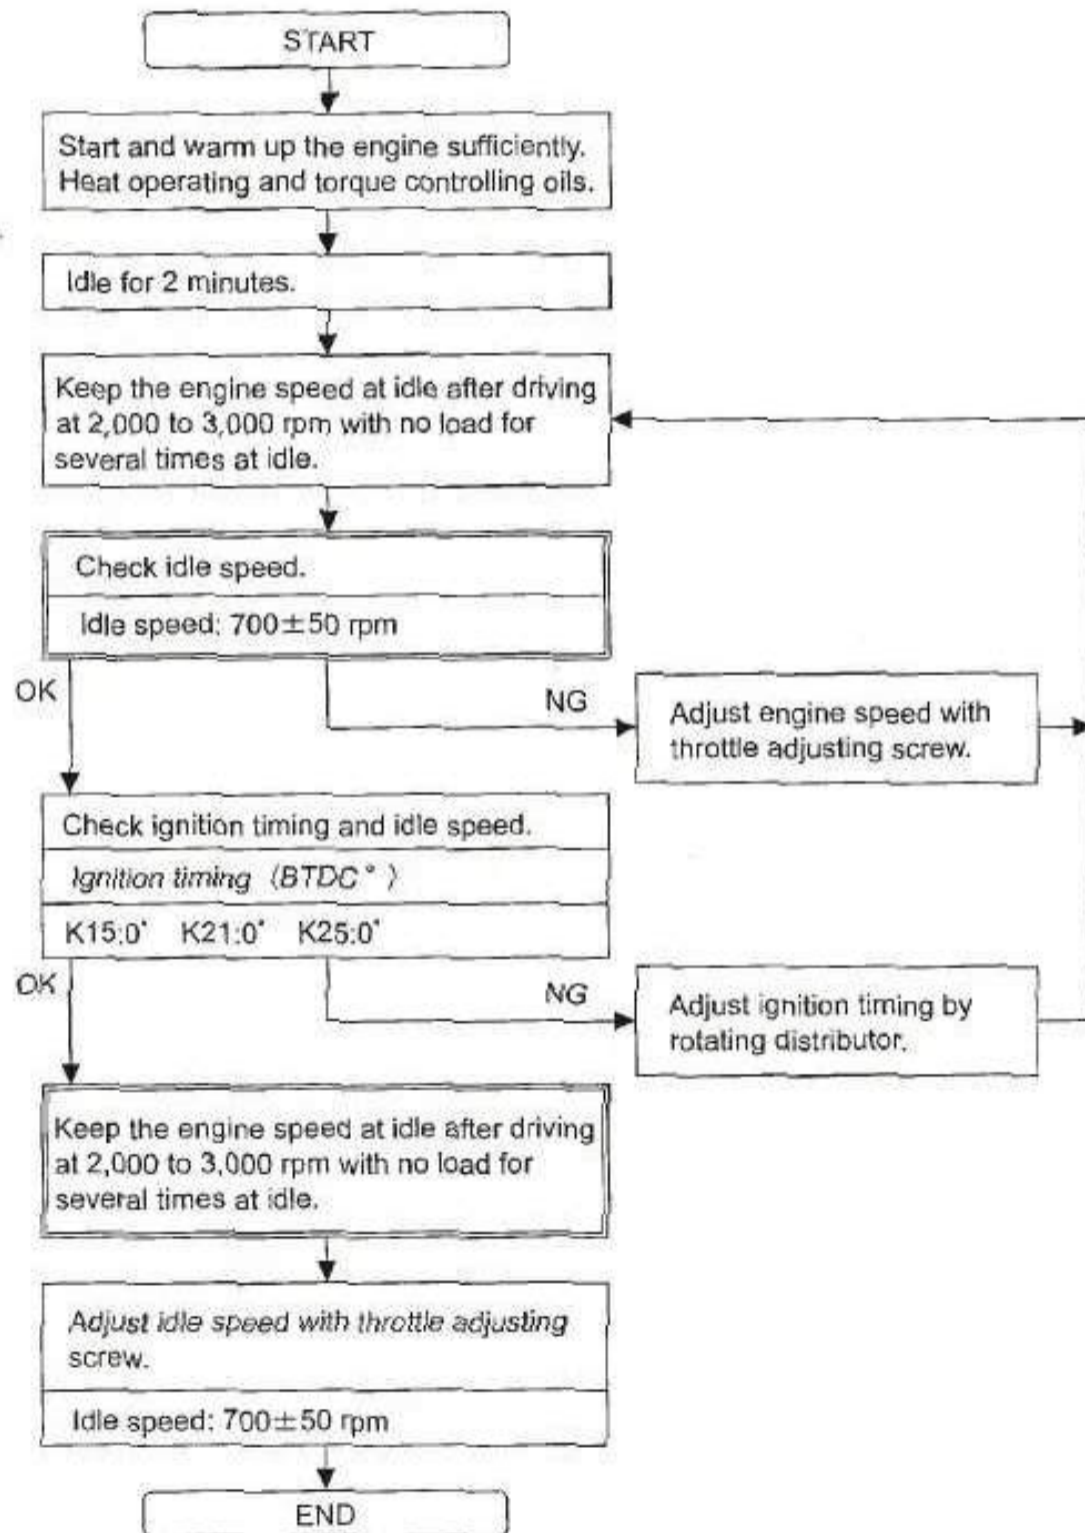 START
Start and warm up the engine sufficiently.
Heat operating and torque controlling oils.
Idle for 2 minutes.
Keep the engine speed at idle after driving
at 2,000 to 3,000 rpm with no load for
several times at idle.
Check idle speed.
Idle speed: 700±50 rpm
OK
NG
Adjust engine speed with
throttle adjusting screw.
Check ignition timing and idle speed.
Ignition timing (BTDC°)
K15:0° K21:0° K25:0°
OK
NG
Adjust ignition timing by
rotating distributor.
Keep the engine speed at idle after driving
at 2,000 to 3,000 rpm with no load for
several times at idle.
Adjust idle speed with throttle adjusting
screw.
Idle speed: 700±50 rpm
END